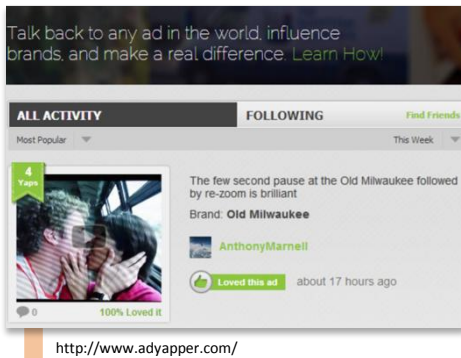 Talk back to any ad in the world, influence
brands, and make a real difference. Learn How!
ALL ACTIVITY
FOLLOWING
Find Friends
Most Popular
This Week
4
Yaps
The few second pause at the Old Milwaukee followed
by re-zoom is brilliant
Brand: Old Milwaukee
AnthonyMarnell
Loved this ad
about 17 hours ago
0
100% Loved it
http://www.adyapper.com/